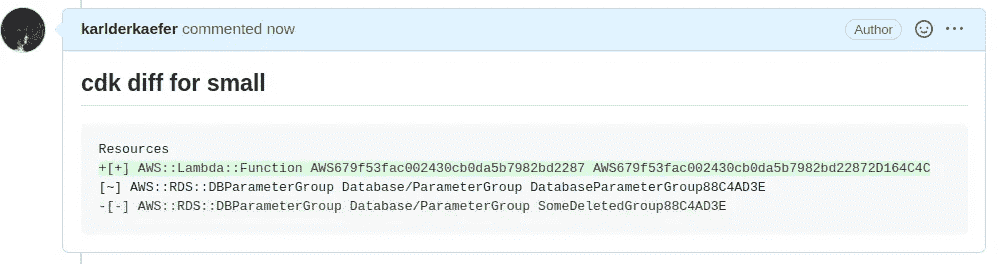 karlderkaefer commented now
Author
cdk diff for small
Resources
+[+] AWS::Lambda::Function AWS679f53fac002430cb0da5b7982bd2287 AWS679f53fac002430cb0da5b7982bd22872D164C4C
[~] AWS::RDS::DBParameterGroup Database/ParameterGroup DatabaseParameterGroup88C4AD3E
-[-] AWS::RDS::DBParameterGroup Database/ParameterGroup SomeDeletedGroup88C4AD3E